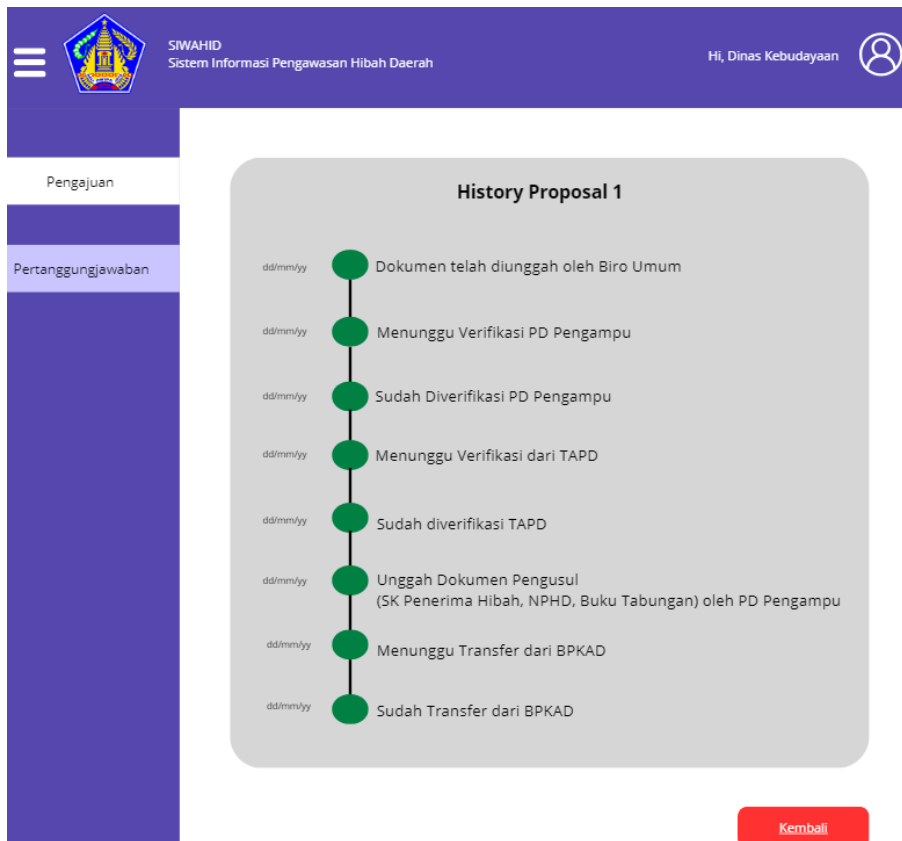 SIWAHID
Sistem Informasi Pengawasan Hibah Daerah
Hi, Dinas Kebudayaan
Pengajuan
Pertanggungjawaban
History Proposal 1
dd/mm/yy Dokumen telah diunggah oleh Biro Umum
dd/mm/yy Menunggu Verifikasi PD Pengampu
dd/mm/yy Sudah Diverifikasi PD Pengampu
dd/mm/yy Menunggu Verifikasi dari TAPD
dd/mm/yy Sudah diverifikasi TAPD
dd/mm/yy Unggah Dokumen Pengusul
(SK Penerima Hibah, NPHD, Buku Tabungan) oleh PD Pengampu
dd/mm/yy Menunggu Transfer dari BPKAD
dd/mm/yy Sudah Transfer dari BPKAD
Kembali